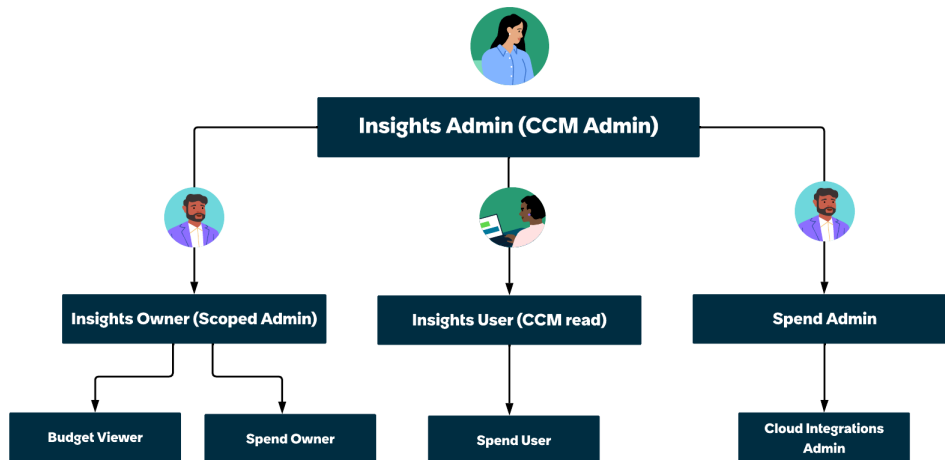 Insights Admin (CCM Admin)
Insights Owner (Scoped Admin)
Insights User (CCM read)
Spend Admin
Budget Viewer
Spend Owner
Spend User
Cloud Integrations
Admin